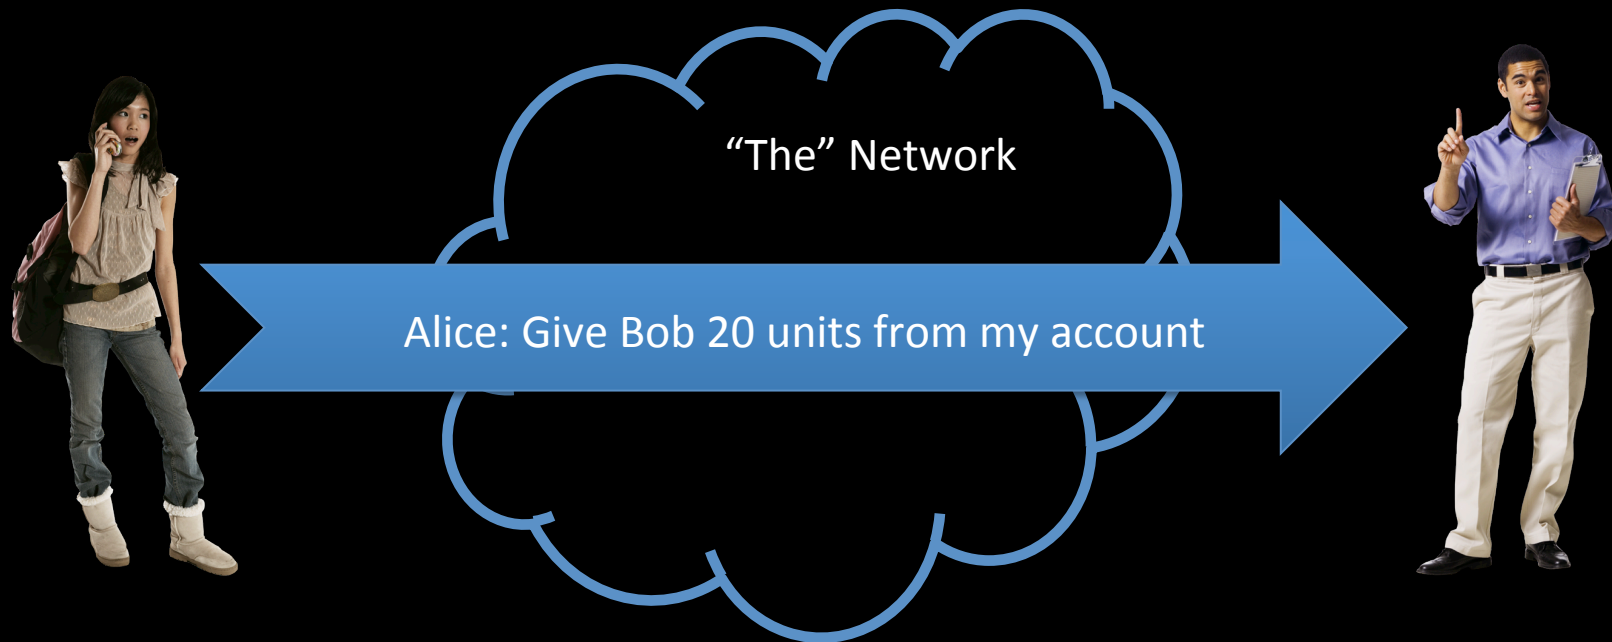 “The” Network
Alice: Give Bob 20 units from my account